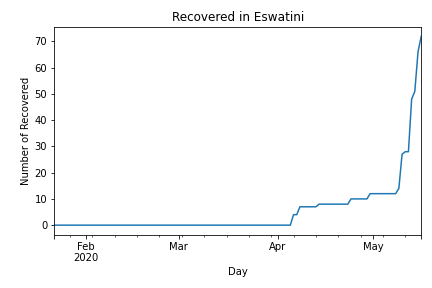 Recovered in Eswatini
70
60
50
40
30
20
10
0
Number of Recovered
Feb
2020
Mar
Apr
May
Day